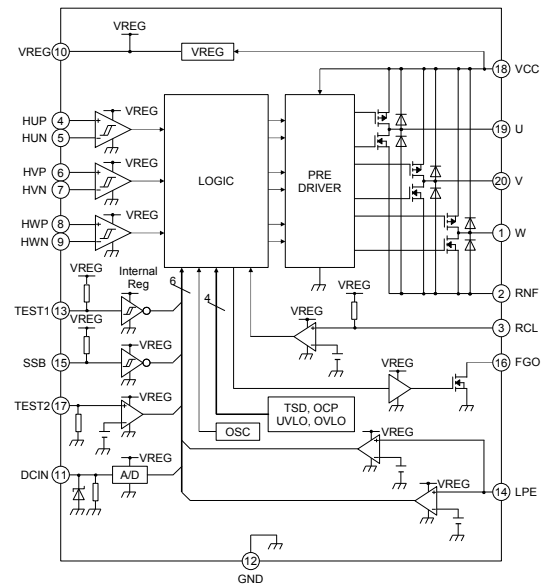 VREG
VREG 10 VREG
18 VCC
HUP 4 VREG
HUN 5
19 U
HVP 6 VREG
HVN 7
LOGIC
PRE
DRIVER
20 V
HWP 8 VREG
HWN 9
1 W
VREG Internal
Reg
6
4
VREG
2 RNF
TEST1 13
VREG
VREG
3 RCL
SSB 15
VREG
16 FGO
TEST2 17 VREG
TSD, OCP
UVLO, OVLO
OSC
VREG
DCIN 11 A/D VREG
VREG
14 LPE
12
GND